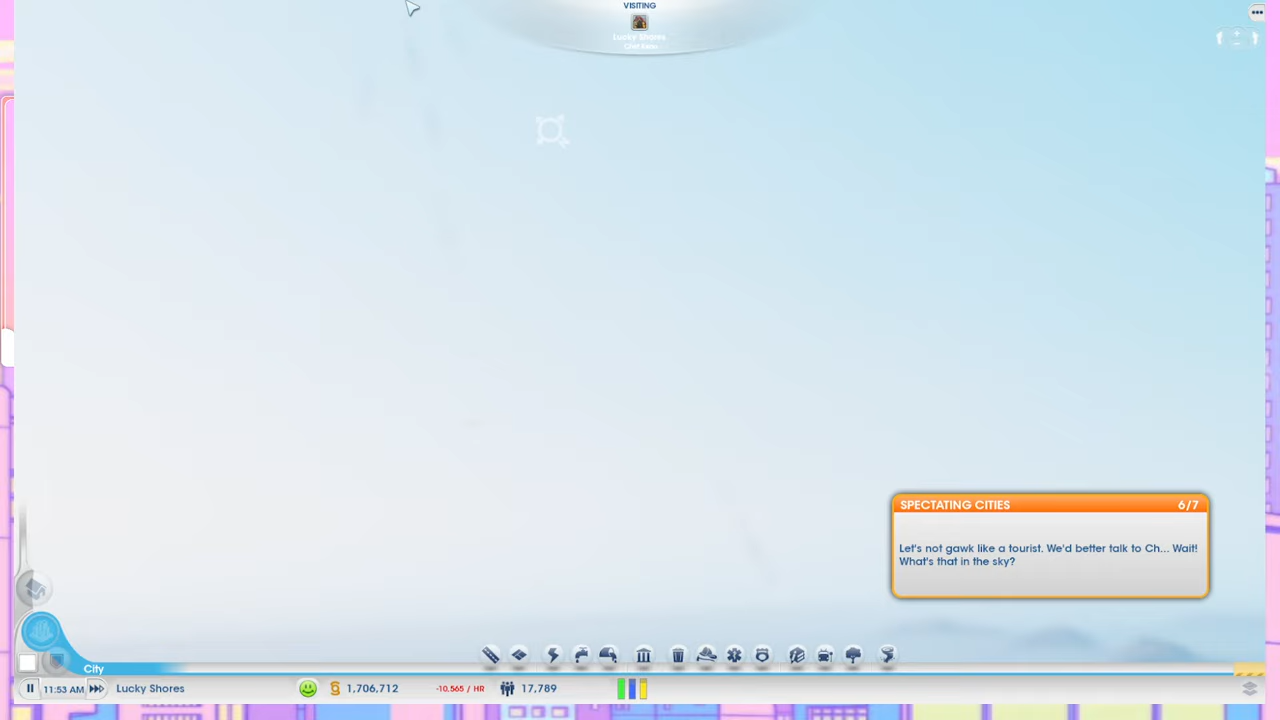 VISITING
Lucky Shores
SPECTATING CITIES 6/7
Let's not gawk like a tourist. We'd better talk to Ch... Wait!
What's that in the sky?
City
11:53 AM Lucky Shores 1,706,712 -10,565 / HR 17,789